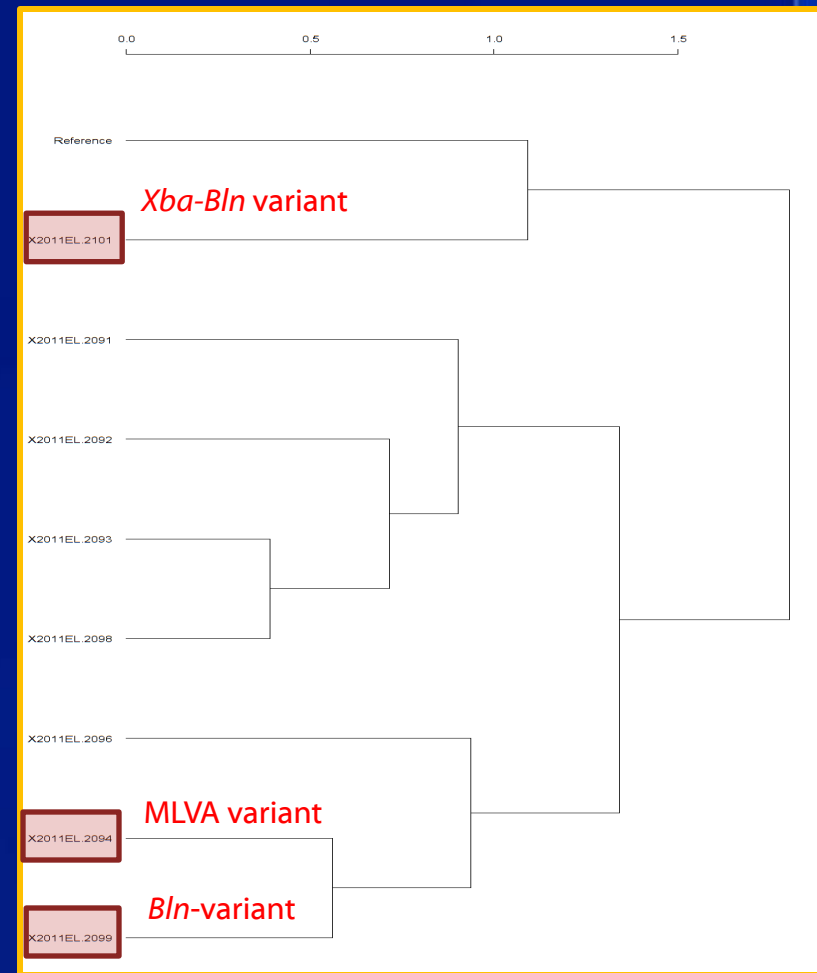 0.0 0.5 1.0 1.5
Reference
Xba-Bln variant
X2011EL.2101
X2011EL.2091
X2011EL.2092
X2011EL.2093
X2011EL.2098
X2011EL.2096
MLVA variant
X2011EL.2094
Bln-variant
X2011EL.2099